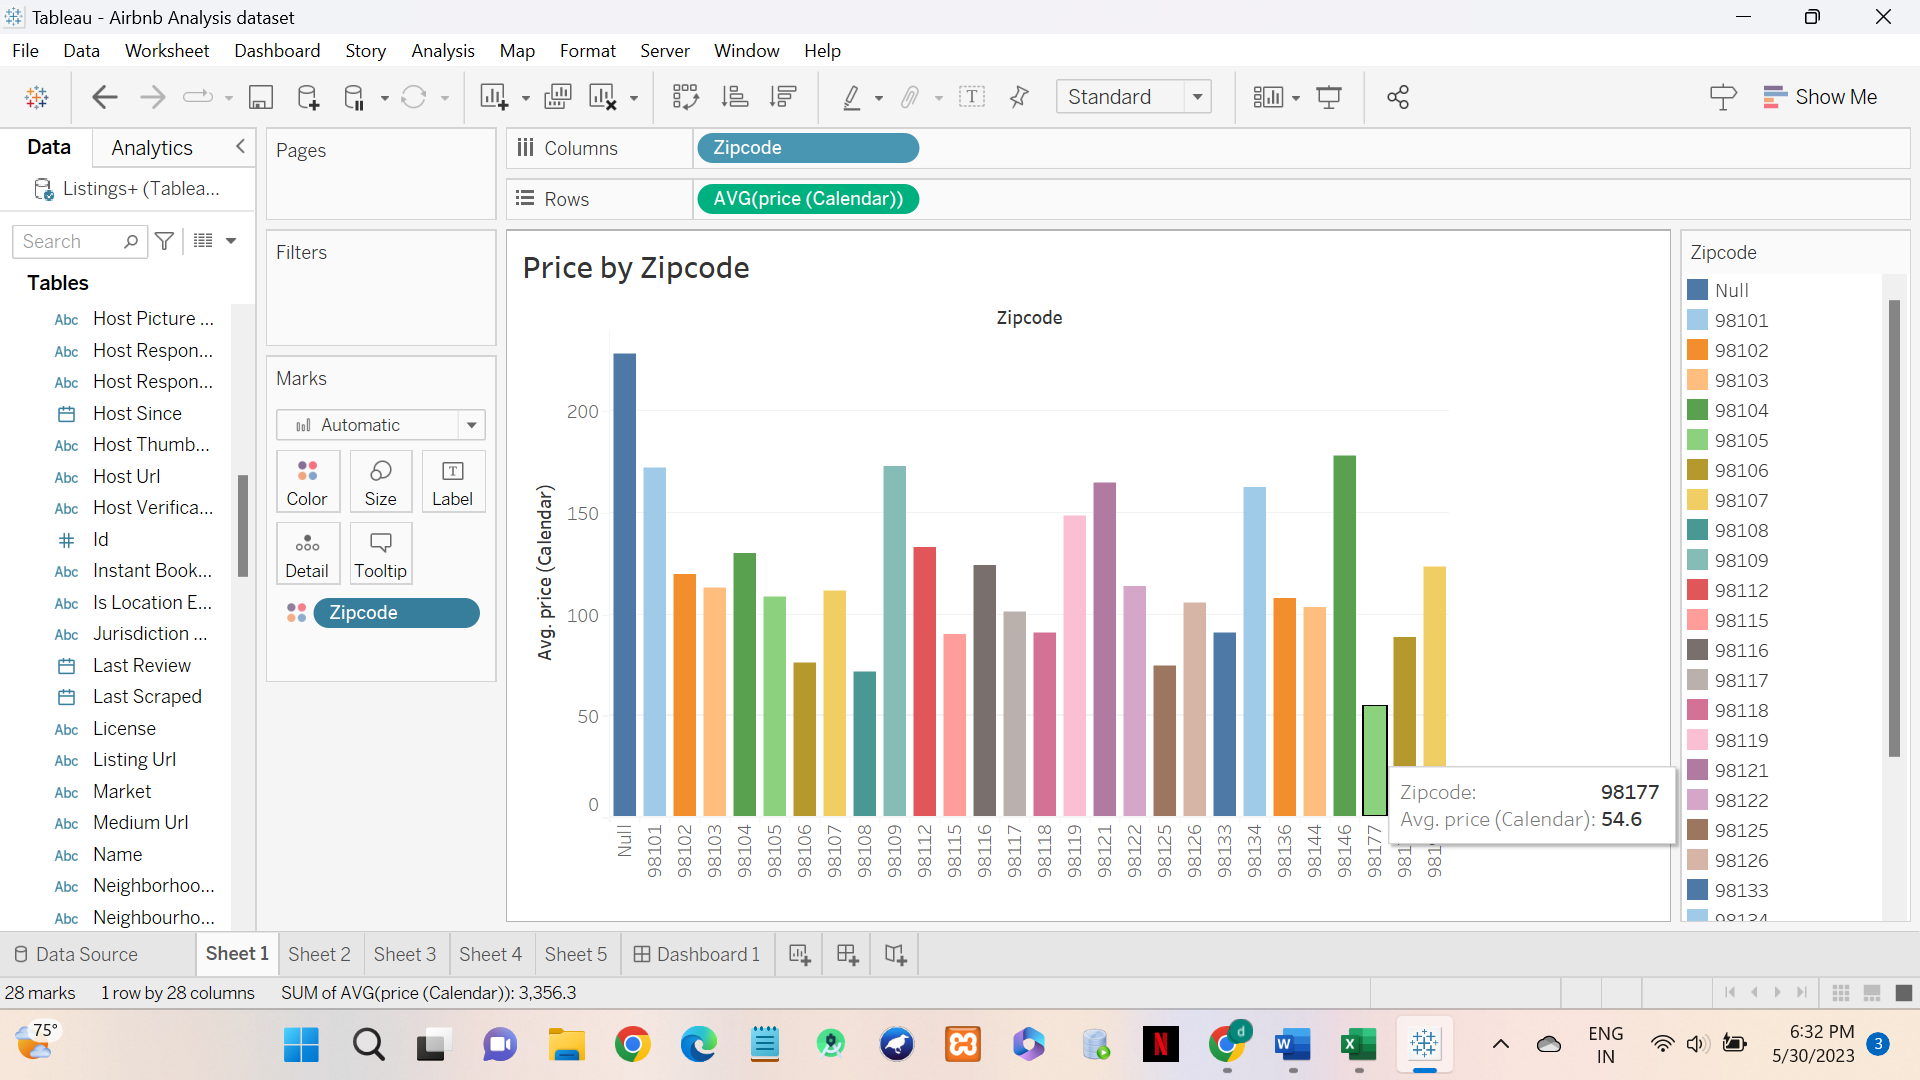 Tableau - Airbnb Analysis dataset
File Data Worksheet Dashboard Story Analysis Map Format Server Window Help
Standard
Show Me
Data Analytics
Listings+ (Tablea...
Search
Tables
Abc Host Picture ...
Abc Host Respon...
Abc Host Respon...
Host Since
Abc Host Thumb...
Abc Host Url
Abc Host Verifica...
Id
Abc Instant Book...
Abc Is Location E...
Abc Jurisdiction ...
Last Review
Last Scraped
Abc License
Abc Listing Url
Abc Market
Abc Medium Url
Abc Name
Abc Neighborhoo...
Abc Neighbourho...
Pages
Filters
Marks
Automatic
Color Size Label
Detail Tooltip
Zipcode
Columns Zipcode
Rows AVG(price (Calendar))
Price by Zipcode
Zipcode
Avg. price (Calendar)
200
150
100
50
0
Null 98101 98102 98103 98104 98105 98106 98107 98108 98109 98112 98115 98116 98117 98118 98119 98121 98122 98125 98126 98133 98134 98136 98144 98146 98177
Zipcode: 98177
Avg. price (Calendar): 54.6
Zipcode
Null
98101
98102
98103
98104
98105
98106
98107
98108
98109
98112
98115
98116
98117
98118
98119
98121
98122
98125
98126
98133
98134
Data Source Sheet 1 Sheet 2 Sheet 3 Sheet 4 Sheet 5 Dashboard 1
28 marks 1 row by 28 columns SUM of AVG(price (Calendar)): 3,356.3
75°
d
ENG
IN
6:32 PM
5/30/2023
3